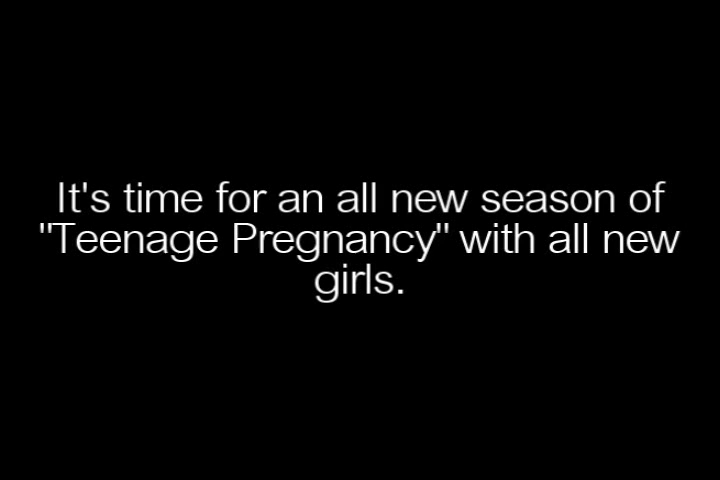 It's time for an all new season of
"Teenage Pregnancy" with all new
girls.